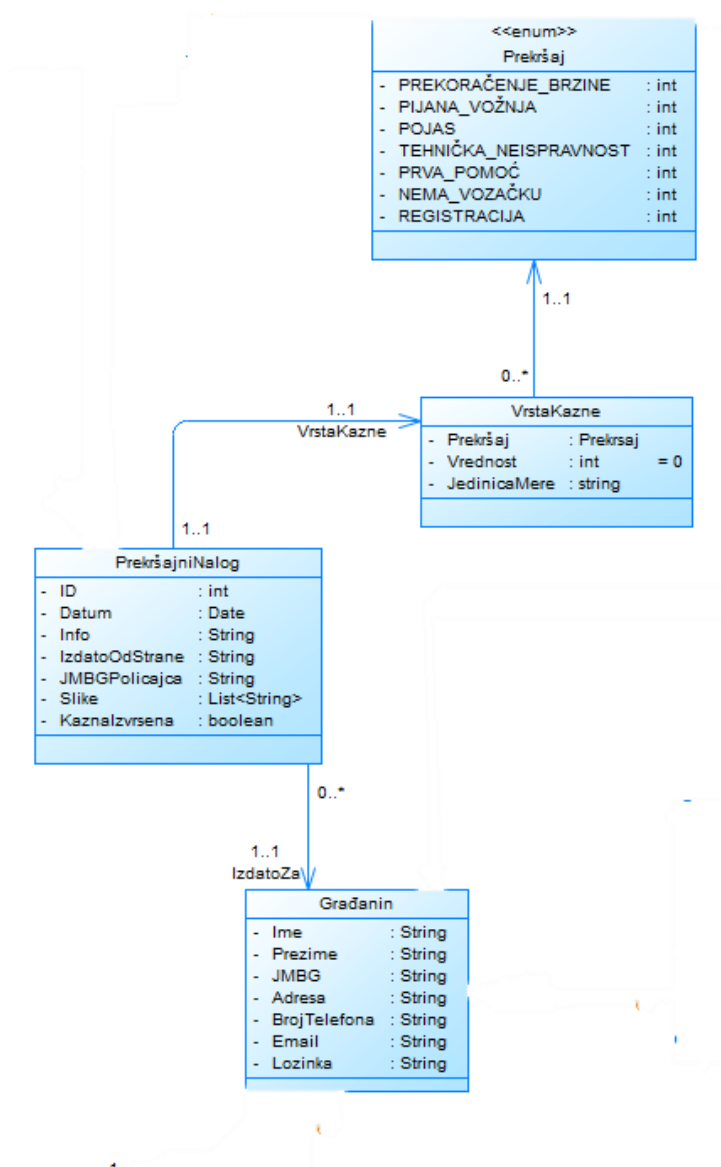 <<enum>>
Prekršaj
- PREKORAČENJE_BRZINE : int
- PIJANA_VOŽNJA : int
- POJAS : int
- TEHNIČKA_NEISPRAVNOST : int
- PRVA_POMOĆ : int
- NEMA_VOZAČKU : int
- REGISTRACIJA : int
1..1
0..*
1..1
VrstaKazne
VrstaKazne
- Prekršaj : Prekrsaj
- Vrednost : int = 0
- JedinicaMere : string
1..1
PrekršajniNalog
- ID : int
- Datum : Date
- Info : String
- IzdatoOdStrane : String
- JMBGPolicajca : String
- Slike : List<String>
- KaznaIzvrsena : boolean
0..*
1..1
IzdatoZa
Građanin
- Ime : String
- Prezime : String
- JMBG : String
- Adresa : String
- BrojTelefona : String
- Email : String
- Lozinka : String